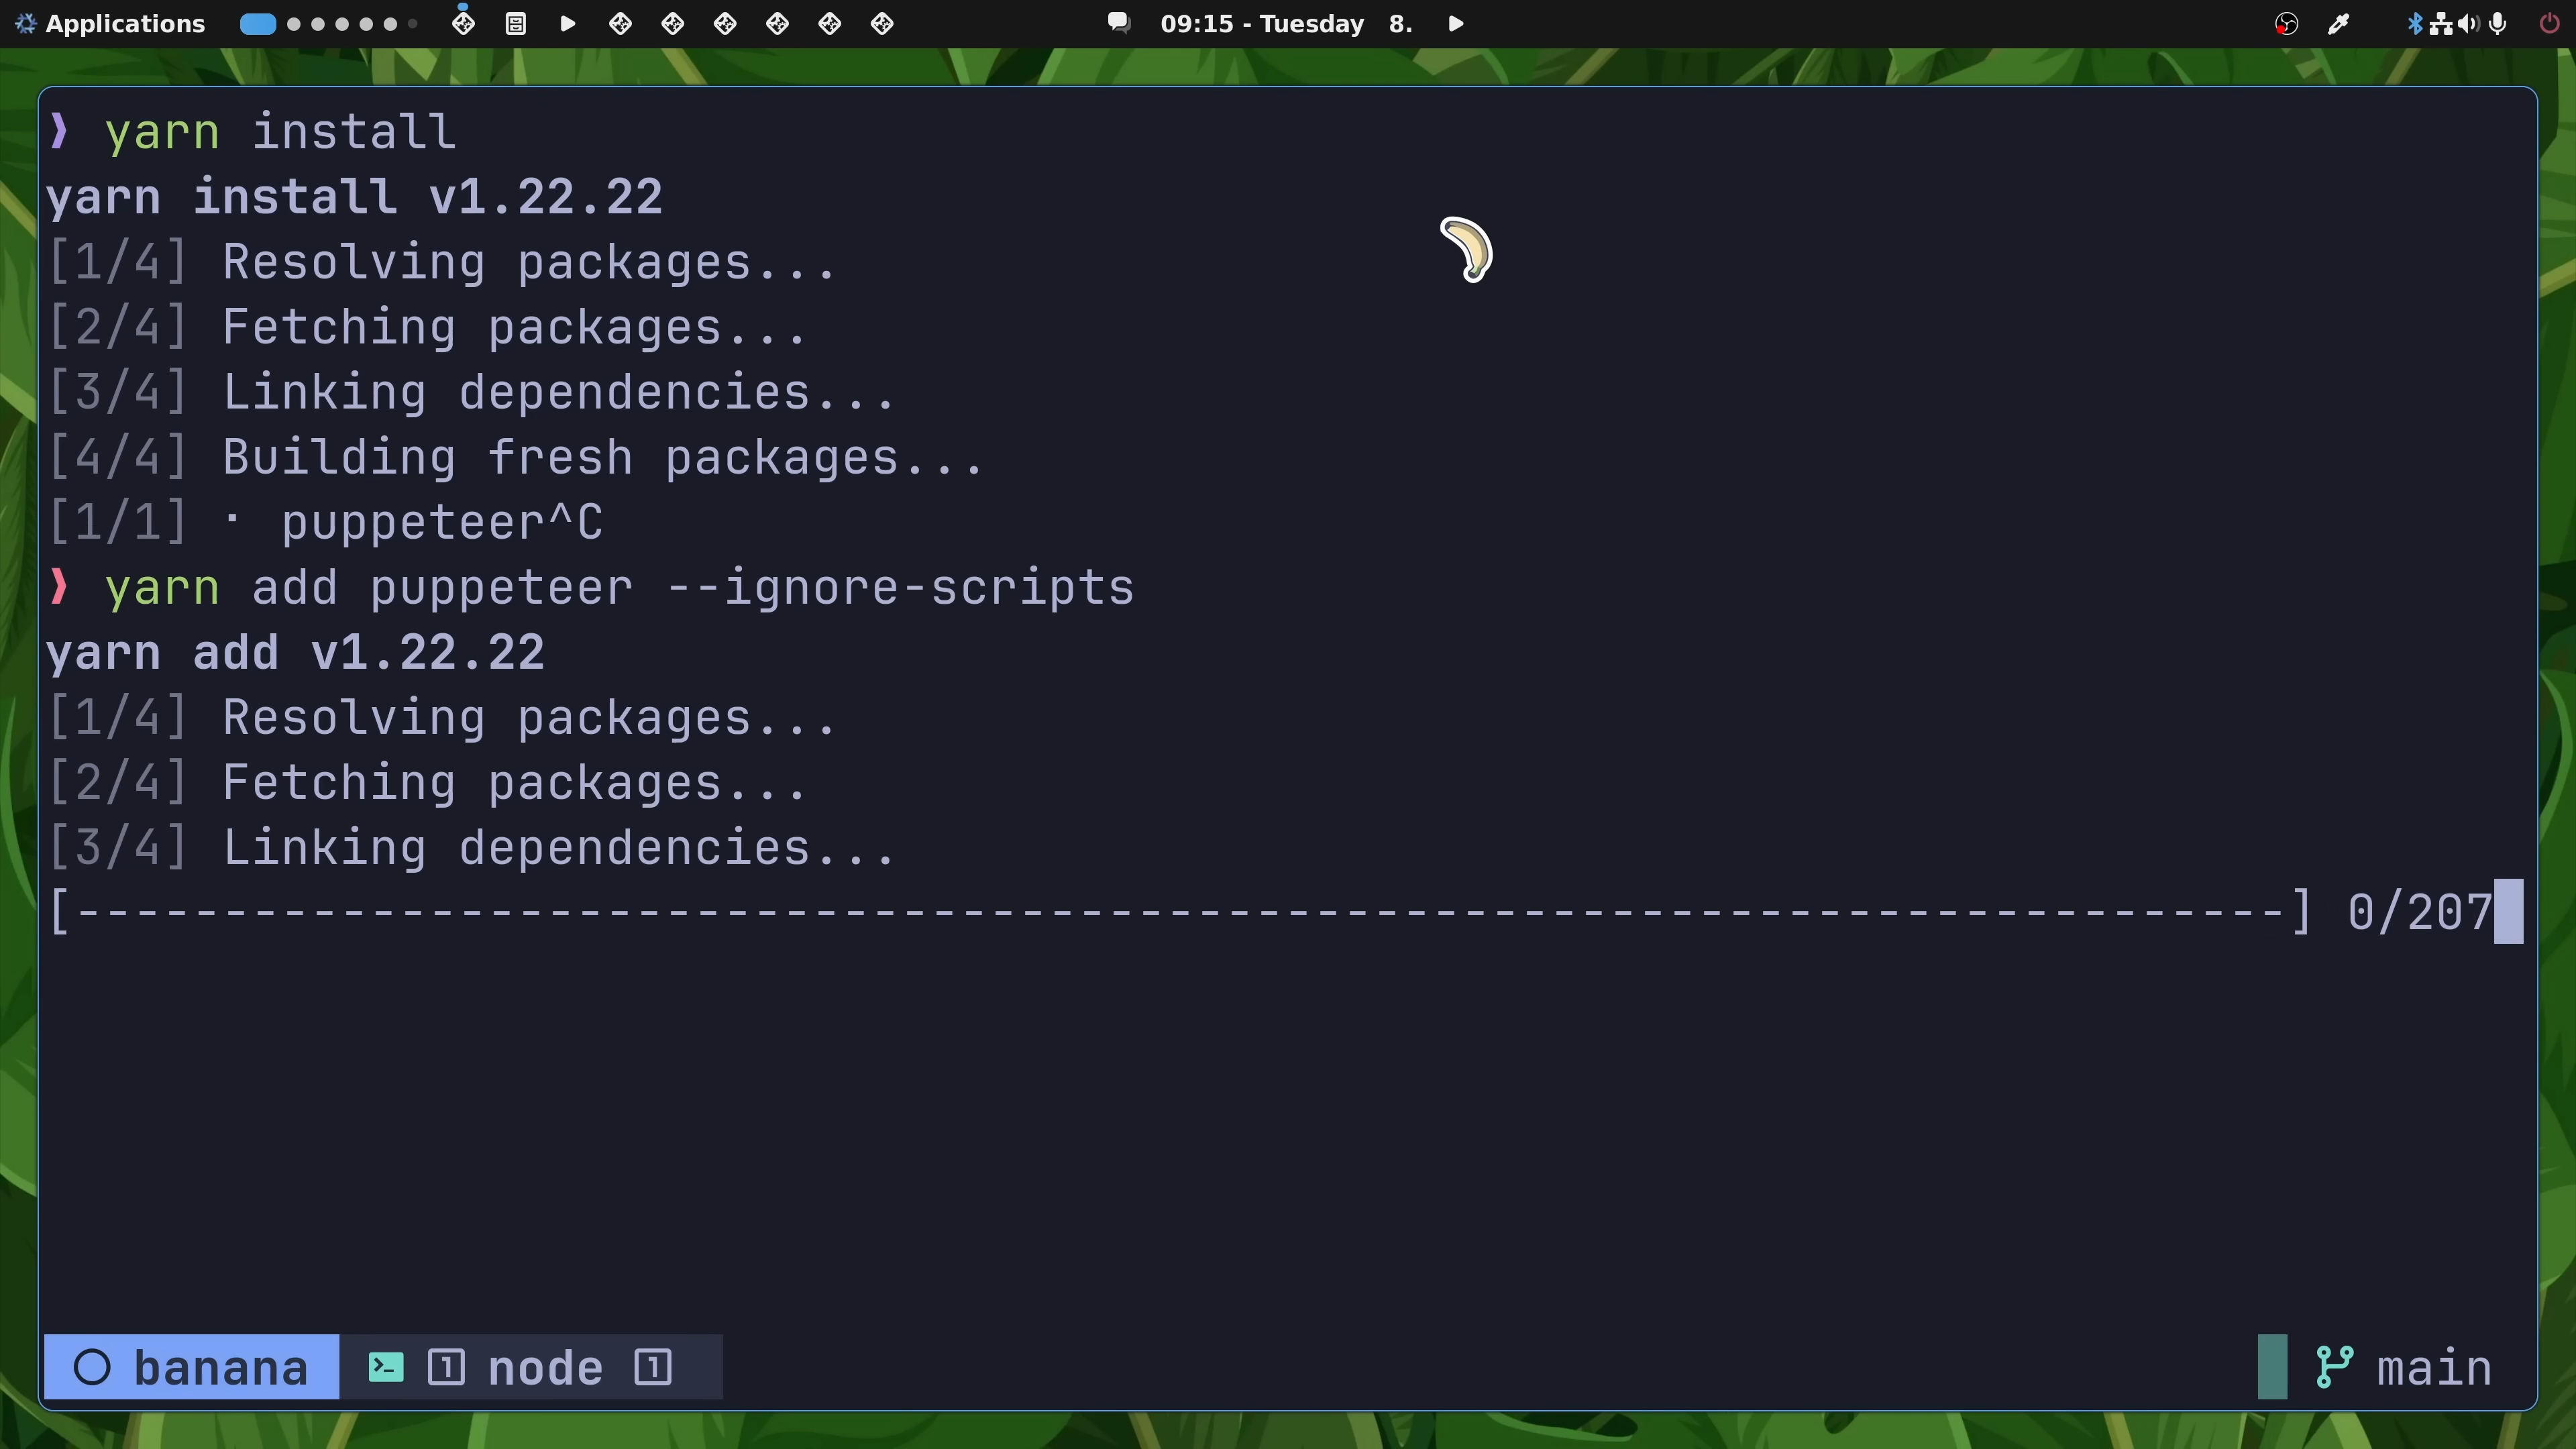 Applications
09:15 - Tuesday 8.
❱ yarn install
yarn install v1.22.22
[1/4] Resolving packages...
[2/4] Fetching packages...
[3/4] Linking dependencies...
[4/4] Building fresh packages...
[1/1] · puppeteer^C
❱ yarn add puppeteer --ignore-scripts
yarn add v1.22.22
[1/4] Resolving packages...
[2/4] Fetching packages...
[3/4] Linking dependencies...
[---------------------------------------------------------------------------] 0/207
banana 1 node 1 main